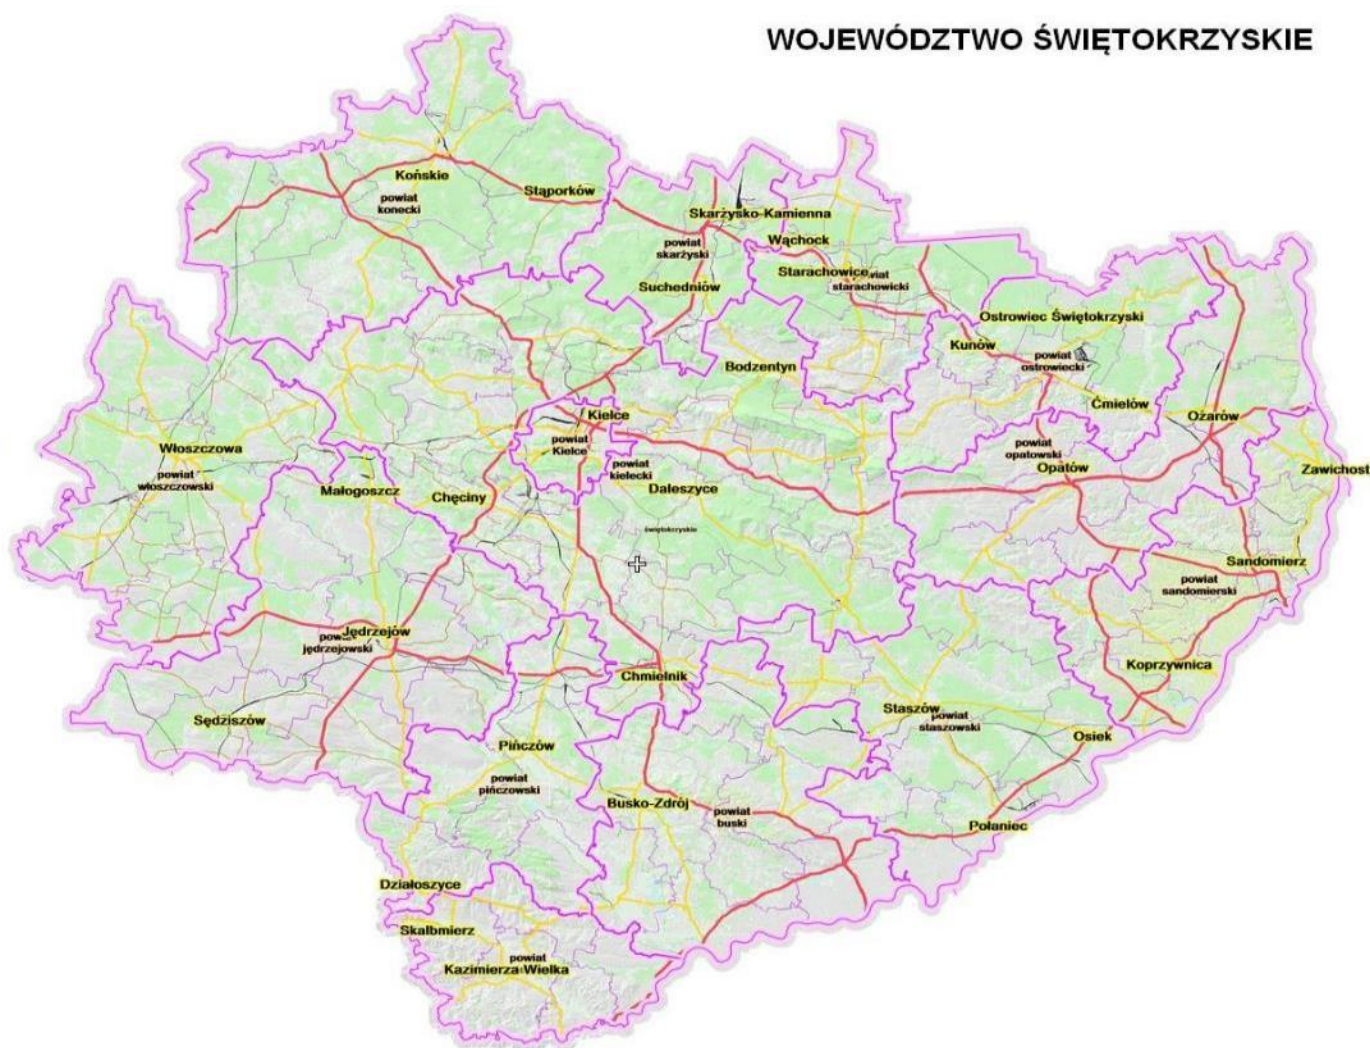 WOJEWÓDZTWO ŚWIĘTOKRZYSKIE
Końskie
powiat
konecki
Stąporków
Skarżysko-Kamienna
Wąchock
powiat
skarżyski
Starachowice
wiat
starachowicki
Suchedniów
Ostrowiec Świętokrzyski
Kunów
powiat
ostrowiecki
Bodzentyn
Ćmielów
Kielce
Ożarów
powiat
Kielce
powiat
opatowski
Włoszczowa
powiat
włoszczowski
powiat
kielecki
Opatów
Zawichost
Małogoszcz
Chęciny
Daleszyce
świętokrzyskie
Sandomierz
powiat
sandomierski
Jędrzejów
powiat
jędrzejowski
Koprzywnica
Chmielnik
Sędziszów
Staszów
powiat
staszowski
Osiek
Pińczów
powiat
pińczowski
Busko-Zdrój
powiat
buski
Połaniec
Działoszyce
Skalbmierz
powiat
Kazimierza Wielka